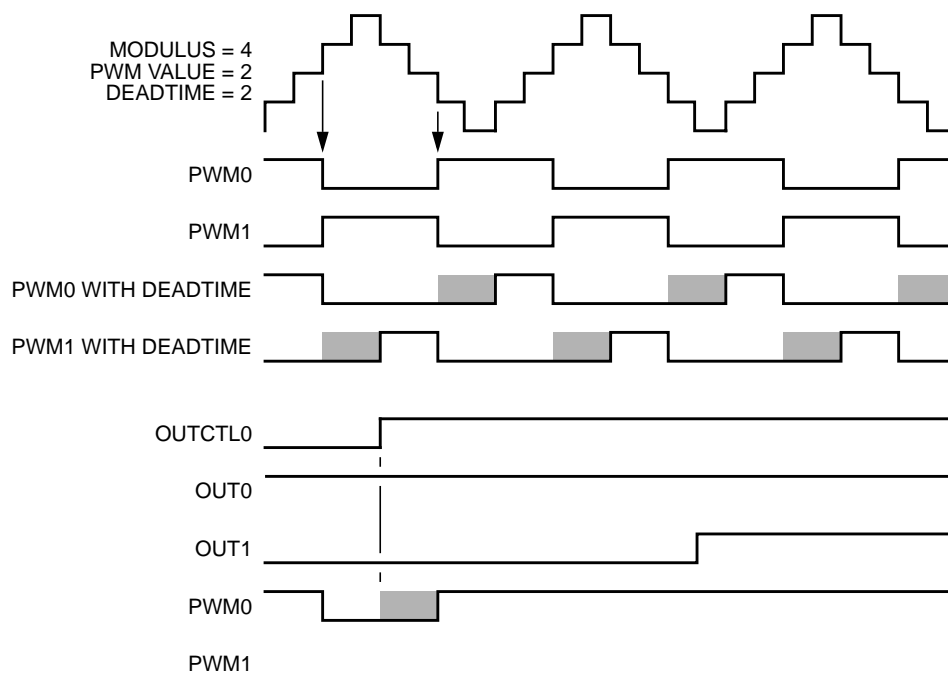 MODULUS = 4
PWM VALUE = 2
DEADTIME = 2
PWM0
PWM1
PWM0 WITH DEADTIME
PWM1 WITH DEADTIME
OUTCTL0
OUT0
OUT1
PWM0
PWM1